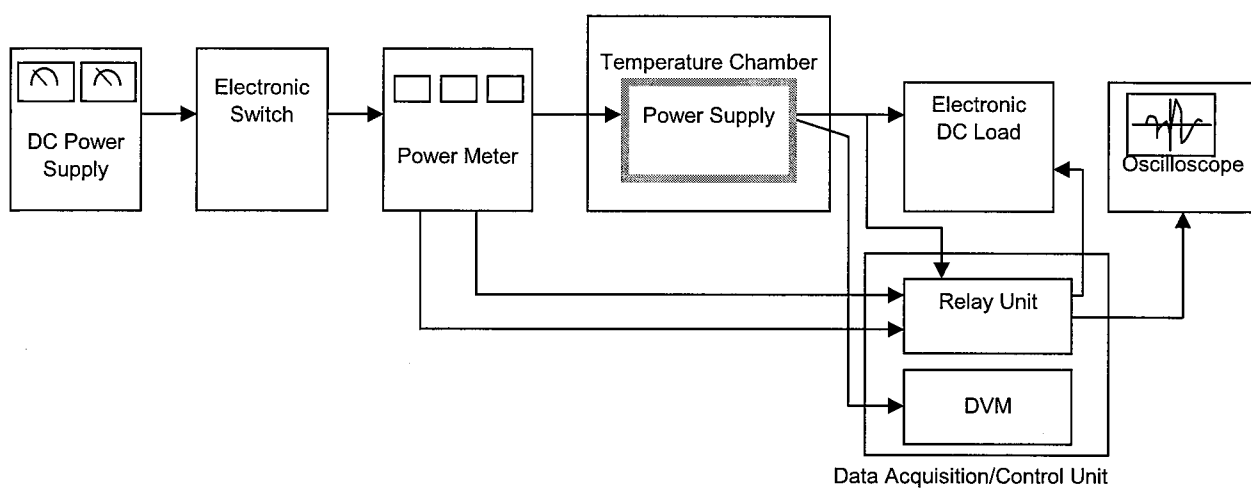 DC Power
Supply
Electronic
Switch
Power Meter
Temperature Chamber
Power Supply
Electronic
DC Load
Oscilloscope
Relay Unit
DVM
Data Acquisition/Control Unit